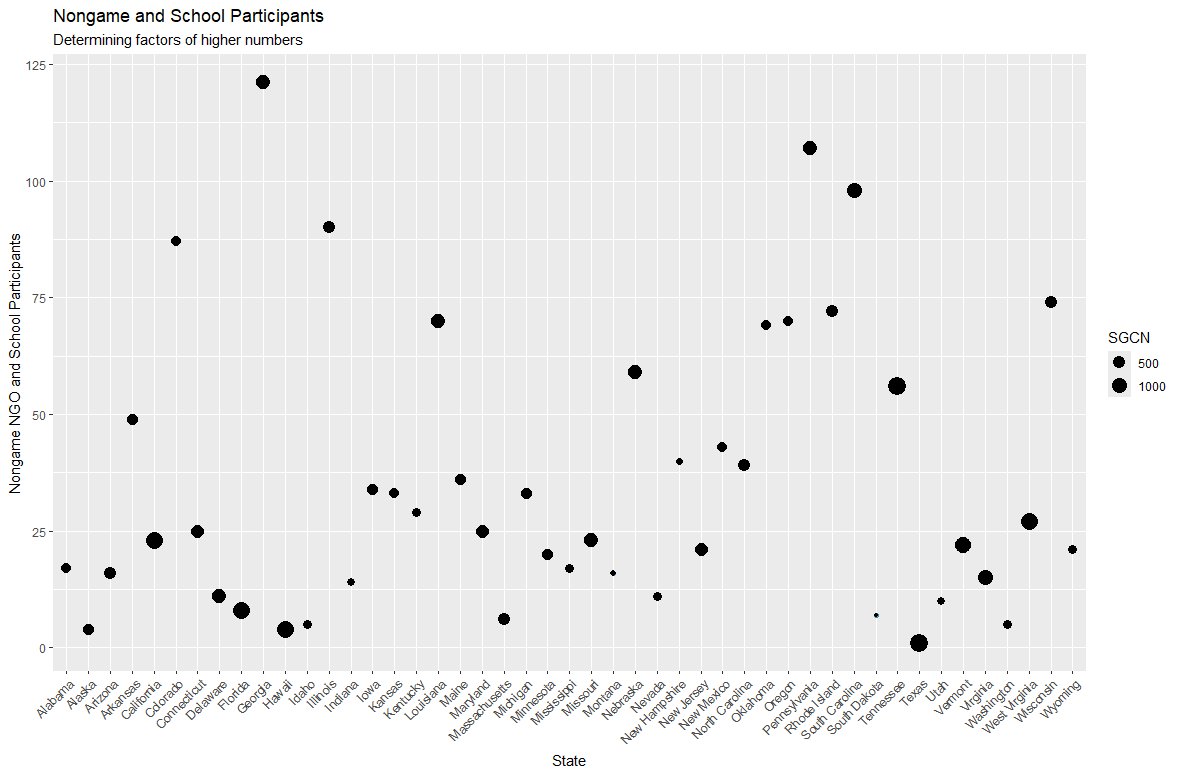 Nongame and School Participants
Determining factors of higher numbers
Nongame NGO and School Participants
125
100
75
50
25
0
Alabama
Alaska
Arizona
Arkansas
California
Colorado
Connecticut
Delaware
Florida
Georgia
Hawaii
Idaho
Illinois
Indiana
Iowa
Kansas
Kentucky
Louisiana
Maine
Maryland
Massachusetts
Michigan
Minnesota
Mississippi
Missouri
Montana
Nebraska
Nevada
New Hampshire
New Jersey
New Mexico
North Carolina
Oklahoma
Oregon
Pennsylvania
Rhode Island
South Carolina
South Dakota
Tennessee
Texas
Utah
Vermont
Virginia
Washington
West Virginia
Wisconsin
Wyoming
State
SGCN
500
1000